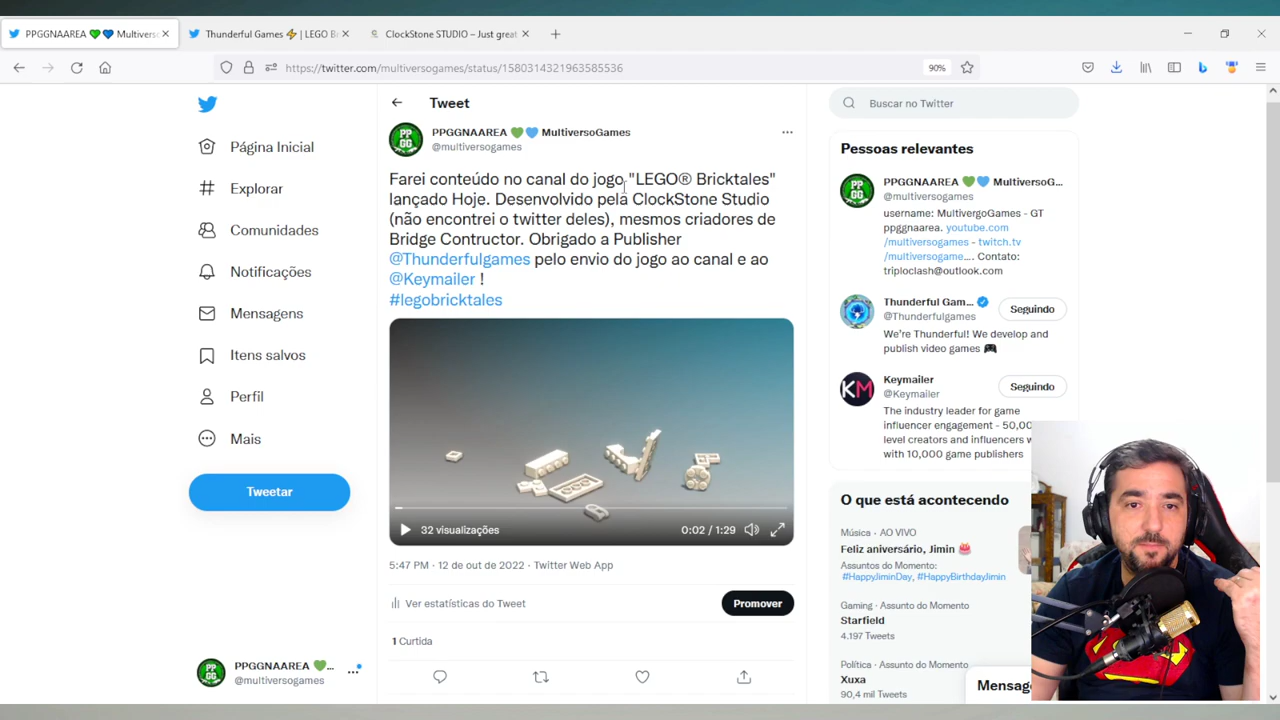 PPGGNAAREA 💚💙 Multivers
Thunderful Games ⚡ | LEGO B
ClockStone STUDIO – Just great
https://twitter.com/multiversogames/status/1580314321963585536
90%
Página Inicial
Explorar
Comunidades
Notificações
Mensagens
Itens salvos
Perfil
Mais
Tweetar
PPGGNAAREA 💚...
@multiversogames
Tweet
PPGGNAAREA 💚💙 MultiversoGames
@multiversogames
Farei conteúdo no canal do jogo "LEGO® Bricktales"
lançado Hoje. Desenvolvido pela ClockStone Studio
(não encontrei o twitter deles), mesmos criadores de
Bridge Contructor. Obrigado a Publisher
@Thunderfulgames pelo envio do jogo ao canal e ao
@Keymailer !
#legobricktales
32 visualizações
0:02 / 1:29
5:47 PM · 12 de out de 2022 · Twitter Web App
Ver estatísticas do Tweet
Promover
1 Curtida
Buscar no Twitter
Pessoas relevantes
PPGGNAAREA 💚💙 MultiversoG...
@multiversogames
username: MultivergoGames - GT
ppggnaarea. youtube.com
/multiversogames - twitch.tv
/multiversogame.... Contato:
triploclash@outlook.com
Thunderful Gam...
@Thunderfulgames
Seguindo
We're Thunderful! We develop and
publish video games 🎮
Keymailer
@Keymailer
Seguindo
The industry leader for game
influencer engagement - 50,00
level creators and influencers
with 10,000 game publishers
O que está acontecendo
Música · AO VIVO
Feliz aniversário, Jimin 🎂
Assuntos do Momento:
#HappyJiminDay, #HappyBirthdayJimin
Gaming · Assunto do Momento
Starfield
4.197 Tweets
Política · Assunto do Momento
Xuxa
90,4 mil Tweets
Mensag
PP
GG
PP
GG
PP
GG
KM